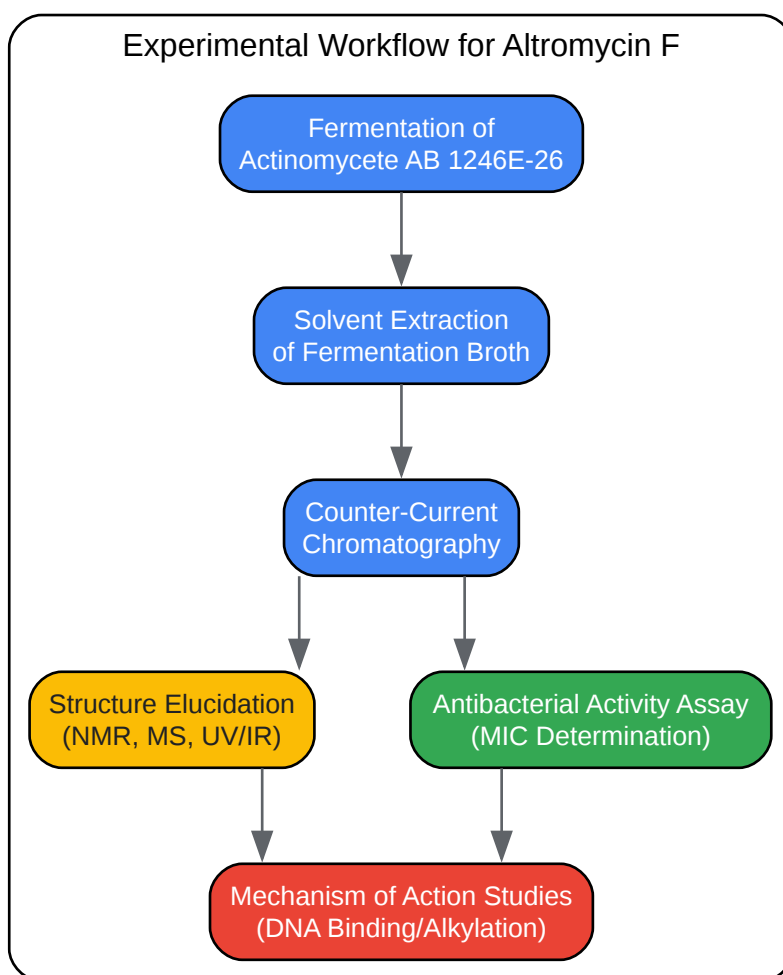 Experimental Workflow for Altromycin F
Fermentation of
Actinomycete AB 1246E-26
Solvent Extraction
of Fermentation Broth
Counter-Current
Chromatography
Structure Elucidation
(NMR, MS, UV/IR)
Antibacterial Activity Assay
(MIC Determination)
Mechanism of Action Studies
(DNA Binding/Alkylation)